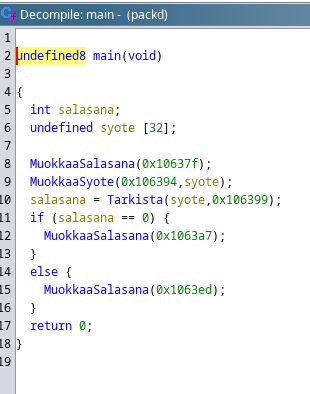 Decompile: main - (packd)
1
2 undefined8 main(void)
3
4 {
5 int salasana;
6 undefined syote [32];
7
8 MuokkaaSalasana(0x10637f);
9 MuokkaaSyote(0x106394,syote);
10 salasana = Tarkista(syote,0x106399);
11 if (salasana == 0) {
12 MuokkaaSalasana(0x1063a7);
13 }
14 else {
15 MuokkaaSalasana(0x1063ed);
16 }
17 return 0;
18 }
19